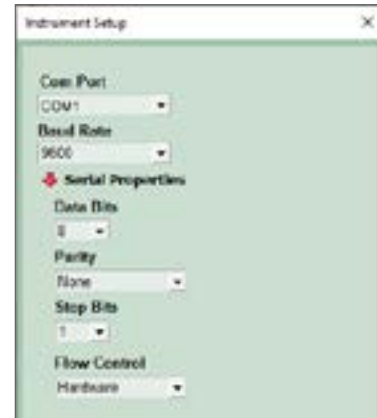 Instrument Setup
Com Port
COM1
Baud Rate
9600
Serial Properties
Data Bits
8
Parity
None
Stop Bits
1
Flow Control
Hardware